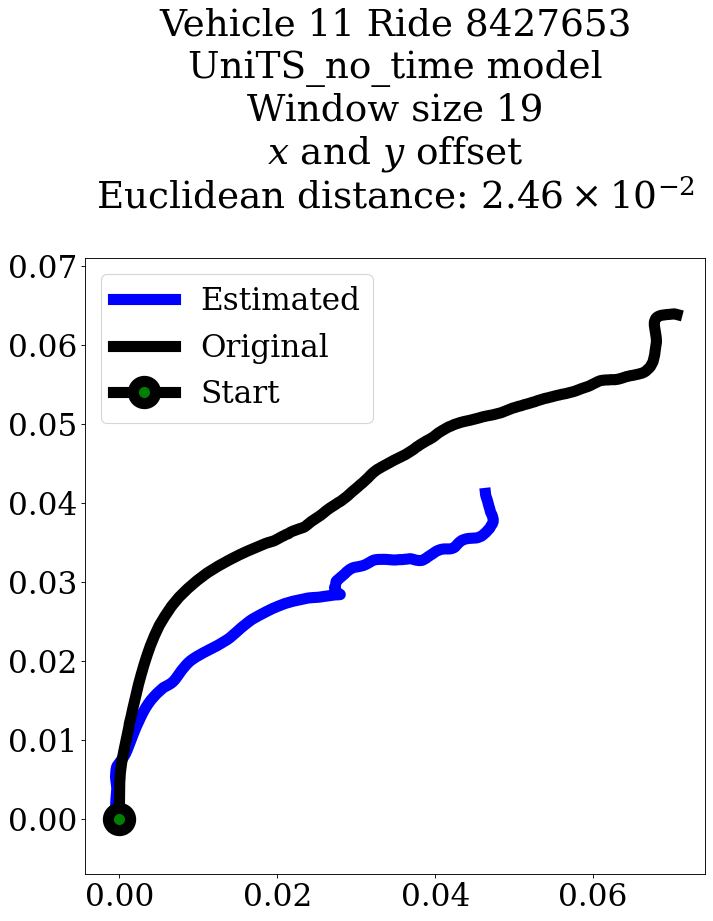 Vehicle 11 Ride 8427653
UniTS_no_time model
Window size 19
x and y offset
Euclidean distance: 2.46 × 10⁻²
0.07
0.06
0.05
0.04
0.03
0.02
0.01
0.00
Estimated
Original
Start
0.00 0.02 0.04 0.06